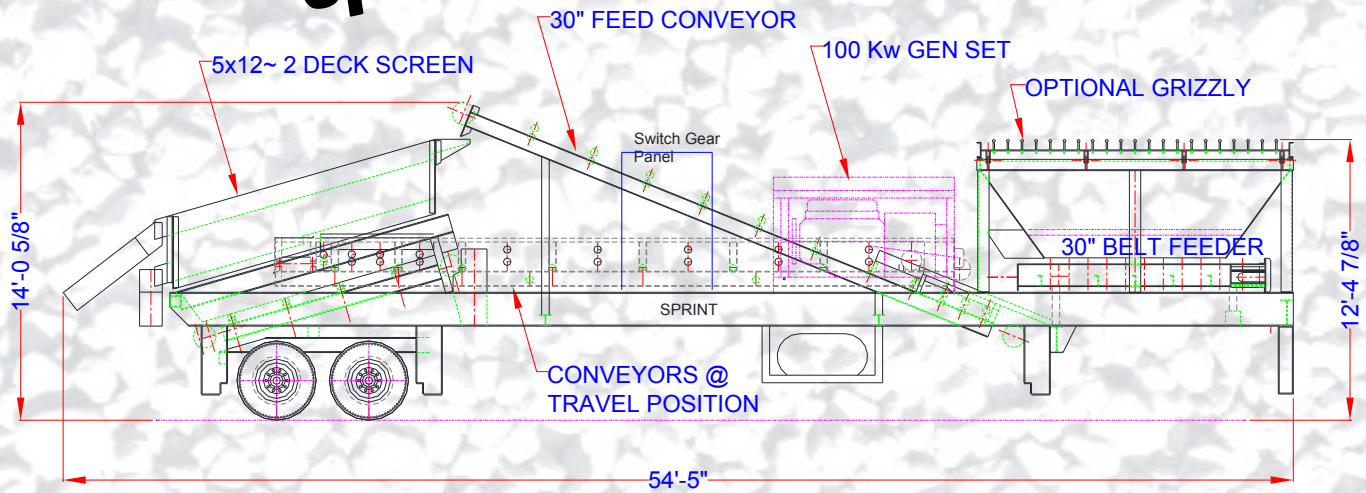 30" FEED CONVEYOR
100 Kw GEN SET
5x12~ 2 DECK SCREEN
OPTIONAL GRIZZLY
Switch Gear
Panel
14'-0 5/8"
30" BELT FEEDER
12'-4 7/8"
SPRINT
CONVEYORS @
TRAVEL POSITION
54'-5"